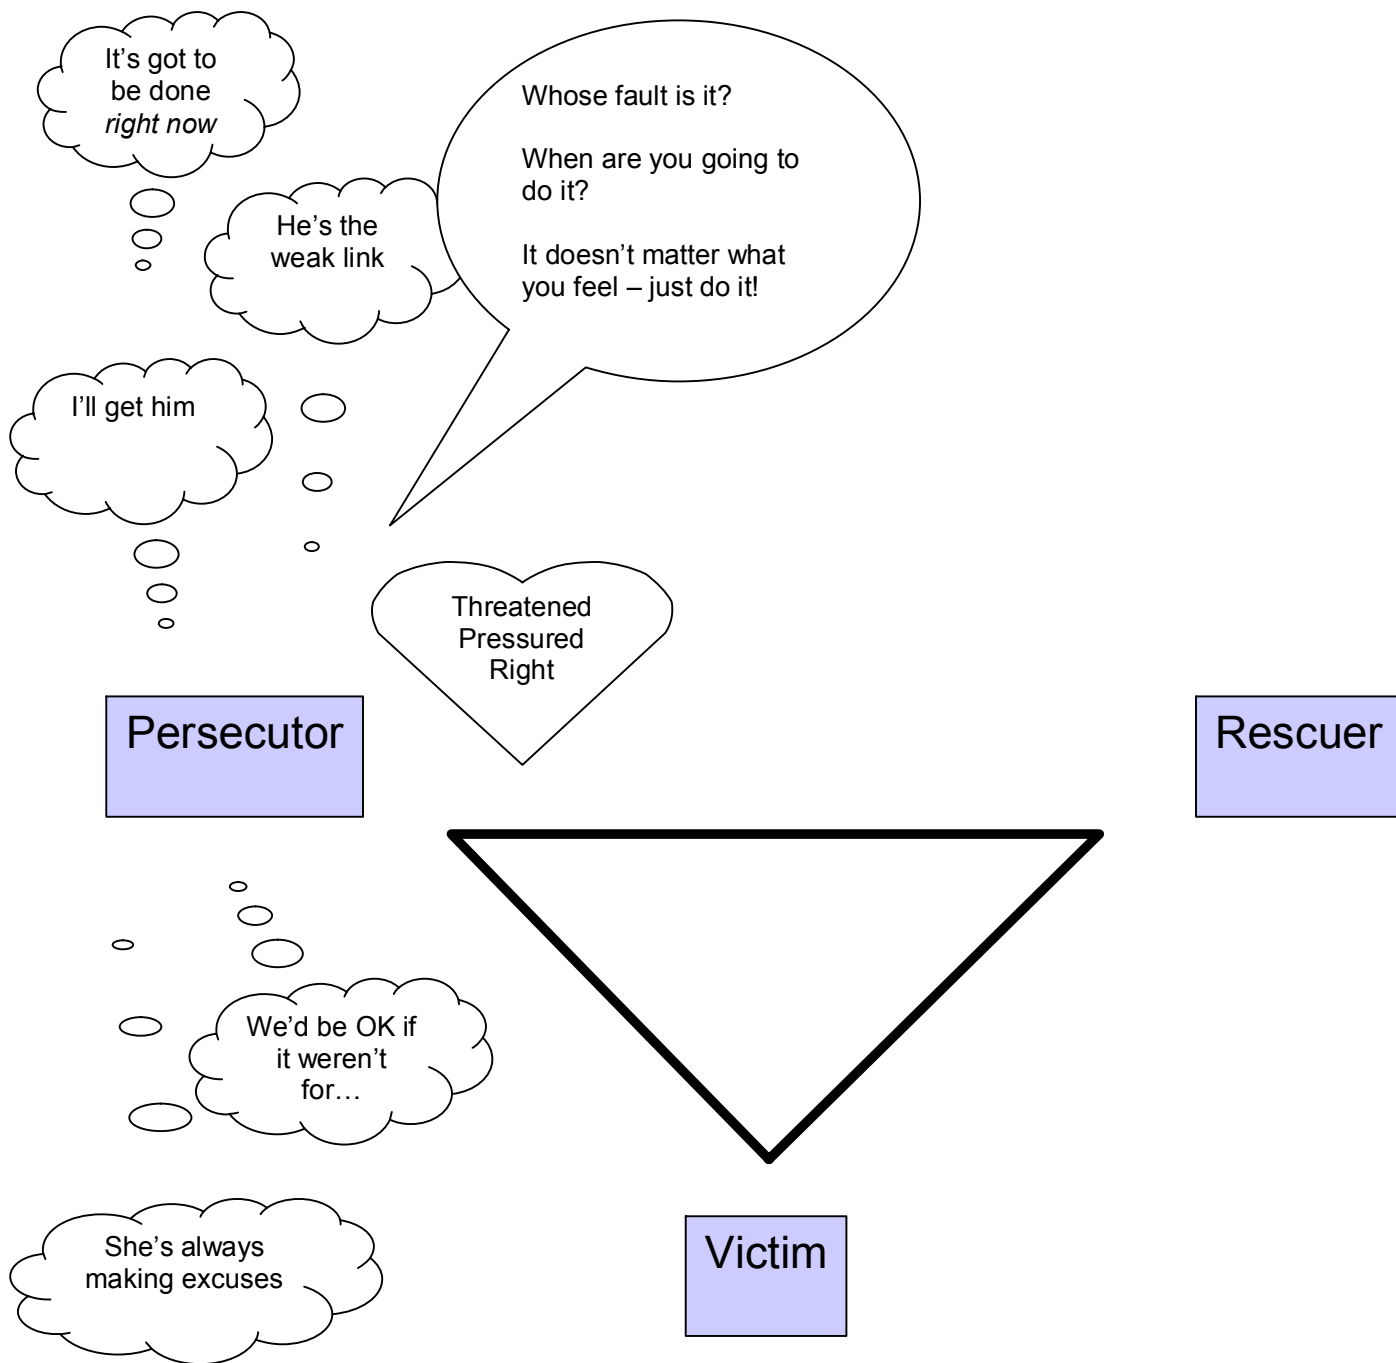 It’s got to
be done
right now
Whose fault is it?
When are you going to
do it?
It doesn’t matter what
you feel – just do it!
He’s the
weak link
I’ll get him
Threatened
Pressured
Right
Persecutor
Rescuer
We’d be OK if
it weren’t
for…
She’s always
making excuses
Victim